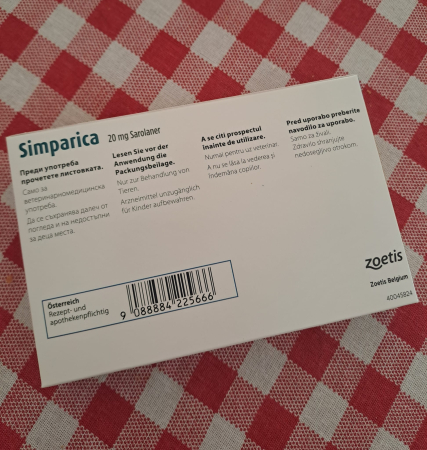 Simparica 20 mg Sarolaner
Преди употреба
прочетете листовката.
Само за
ветеринарномедицинска
употреба.
Да се съхранява далеч от
погледа и на недостъпни
за деца места.
Lesen Sie vor der
Anwendung die
Packungsbeilage.
Nur zur Behandlung von
Tieren.
Arzneimittel unzugänglich
für Kinder aufbewahren.
A se citi prospectul
înainte de utilizare.
Numai pentru uz veterinar.
A nu se lăsa la vederea și
îndemâna copiilor.
Pred uporabo preberite
navodilo za uporabo.
Samo za živali.
Zdravilo shranjujte
nedosegljivo otrokom.
Österreich
Rezept- und
apothekenpflichtig
9 088884 225666
zoetis
Zoetis Belgium
40045824